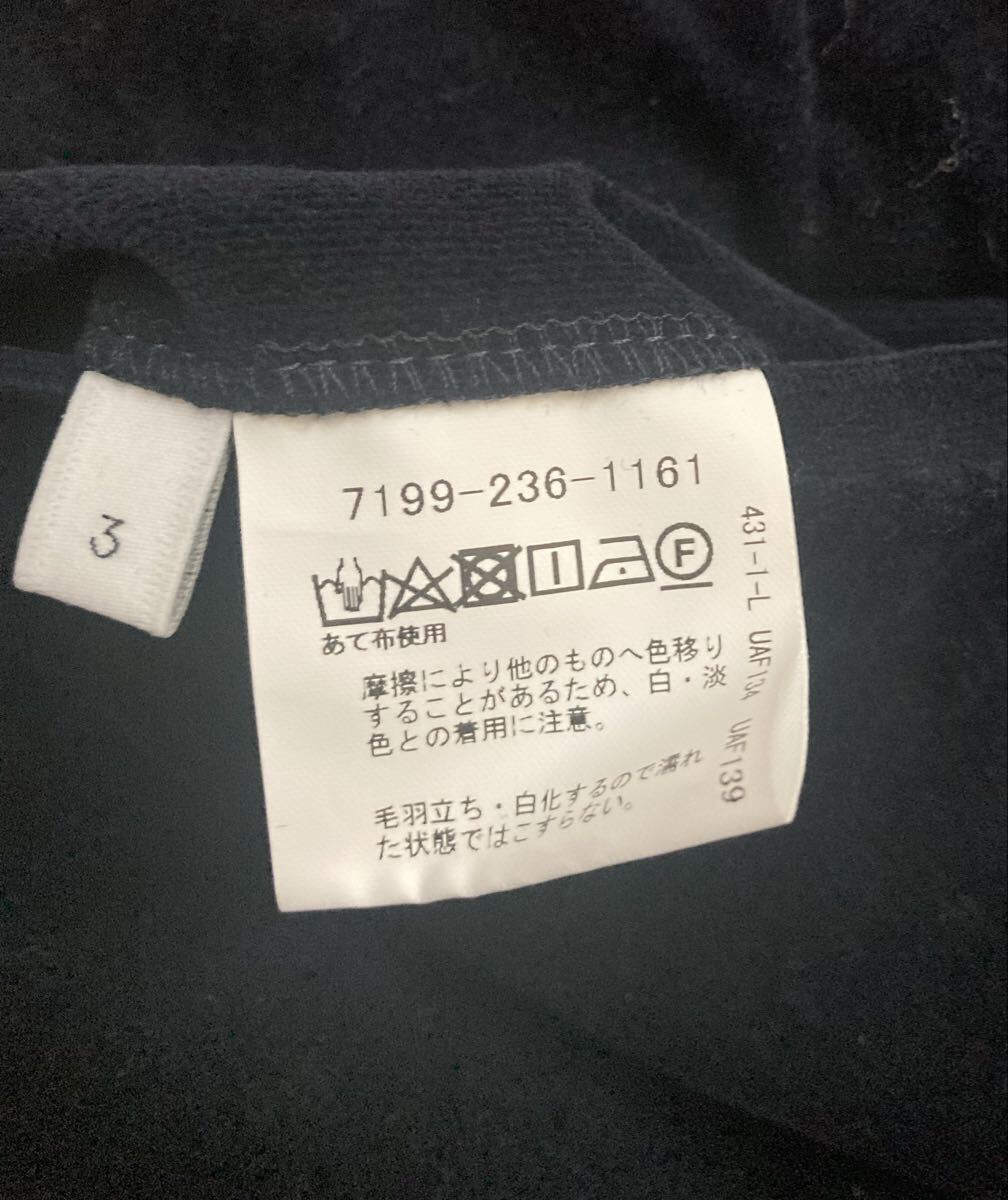 3
7199-236-1161
F
あて布使用
摩擦により他のものへ色移り
することがあるため、白・淡
色との着用に注意。
毛羽立ち・白化するので濡れ
た状態ではこすらない。
431-1-L UAF13A UAF139